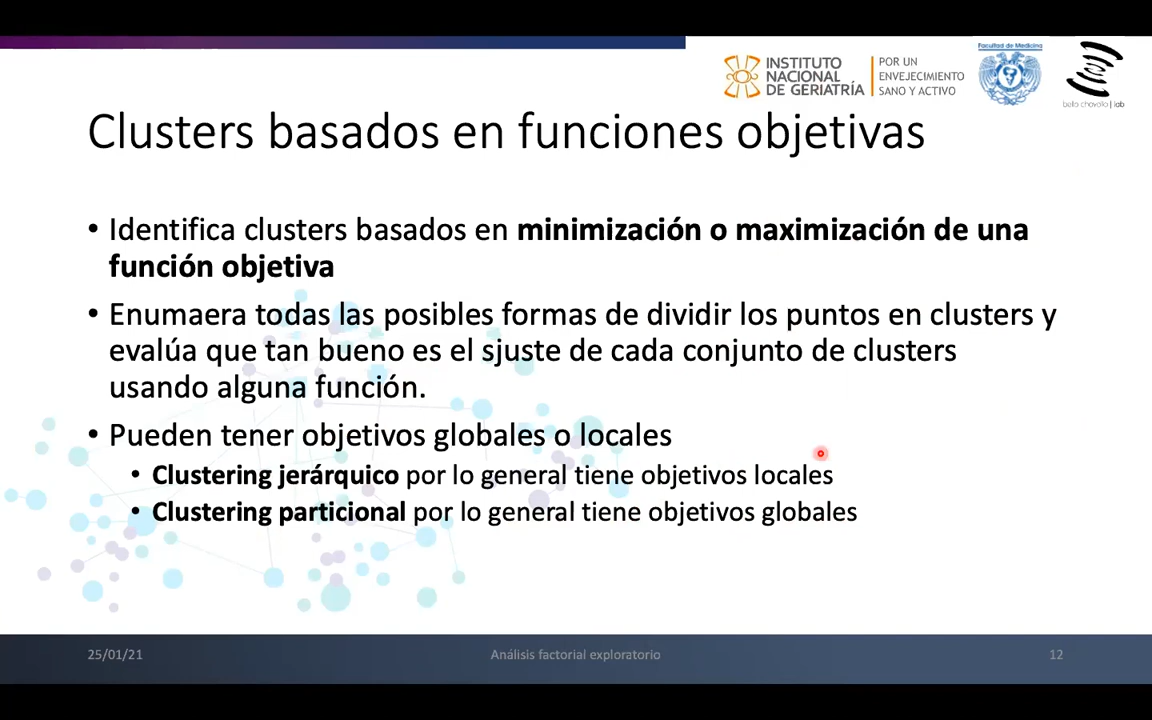 INSTITUTO
NACIONAL
DE GERIATRÍA
POR UN
ENVEJECIMIENTO
SANO Y ACTIVO
Facultad de Medicina
bello chavolla | lab
Clusters basados en funciones objetivas
• Identifica clusters basados en minimización o maximización de una
función objetiva
• Enumaera todas las posibles formas de dividir los puntos en clusters y
evalúa que tan bueno es el sjuste de cada conjunto de clusters
usando alguna función.
• Pueden tener objetivos globales o locales
• Clustering jerárquico por lo general tiene objetivos locales
• Clustering particional por lo general tiene objetivos globales
25/01/21
Análisis factorial exploratorio
12